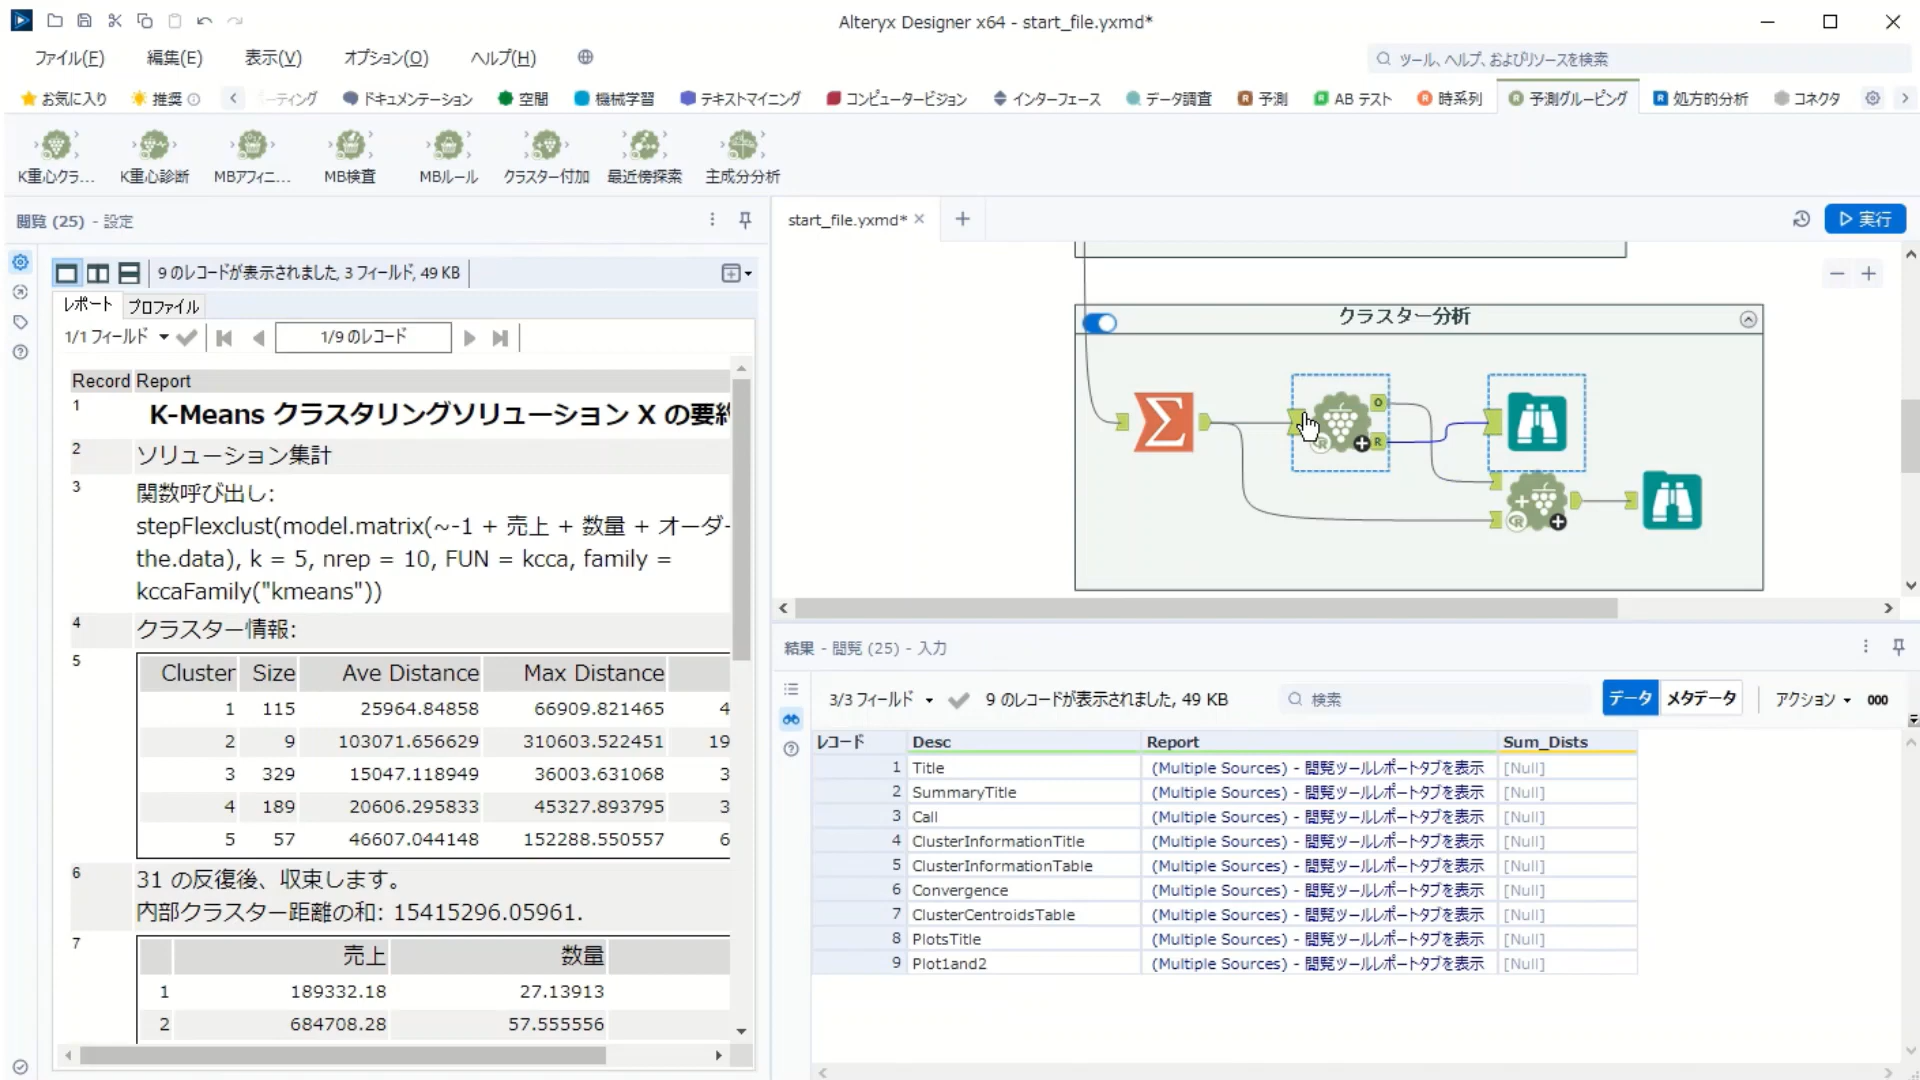 Alteryx Designer x64 - start_file.yxmd*
ファイル(F) 編集(E) 表示(V) オプション(O) ヘルプ(H)
ツール、ヘルプ、およびリソースを検索
お気に入り 推奨 ーティング ドキュメンテーション 空間 機械学習 テキストマイニング コンピュータービジョン インターフェース データ調査 予測 AB テスト 時系列 予測グルーピング 処方的分析 コネクタ
K重心クラ... K重心診断 MBアフィニ... MB検査 MBルール クラスター付加 最近傍探索 主成分分析
閲覧 (25) - 設定
start_file.yxmd*
実行
9 のレコードが表示されました, 3 フィールド, 49 KB
レポート プロファイル
1/1 フィールド 1/9 のレコード
Record Report
1 K-Means クラスタリングソリューション X の要約
2 ソリューション集計
3 関数呼び出し:
stepFlexclust(model.matrix(~-1 + 売上 + 数量 + オーダー
the.data), k = 5, nrep = 10, FUN = kcca, family =
kccaFamily("kmeans"))
4 クラスター情報:
5 Cluster Size Ave Distance Max Distance
1 115 25964.84858 66909.821465 4
2 9 103071.656629 310603.522451 19
3 329 15047.118949 36003.631068 3
4 189 20606.295833 45327.893795 3
5 57 46607.044148 152288.550557 6
6 31 の反復後、収束します。
内部クラスター距離の和: 15415296.05961.
7 売上 数量
1 189332.18 27.13913
2 684708.28 57.555556
クラスター分析
O
R
結果 - 閲覧 (25) - 入力
3/3 フィールド 9 のレコードが表示されました, 49 KB 検索 データ メタデータ アクション 000
レコード Desc Report Sum_Dists
1 Title (Multiple Sources) - 閲覧ツールレポートタブを表示 [Null]
2 SummaryTitle (Multiple Sources) - 閲覧ツールレポートタブを表示 [Null]
3 Call (Multiple Sources) - 閲覧ツールレポートタブを表示 [Null]
4 ClusterInformationTitle (Multiple Sources) - 閲覧ツールレポートタブを表示 [Null]
5 ClusterInformationTable (Multiple Sources) - 閲覧ツールレポートタブを表示 [Null]
6 Convergence (Multiple Sources) - 閲覧ツールレポートタブを表示 [Null]
7 ClusterCentroidsTable (Multiple Sources) - 閲覧ツールレポートタブを表示 [Null]
8 PlotsTitle (Multiple Sources) - 閲覧ツールレポートタブを表示 [Null]
9 Plot1and2 (Multiple Sources) - 閲覧ツールレポートタブを表示 [Null]